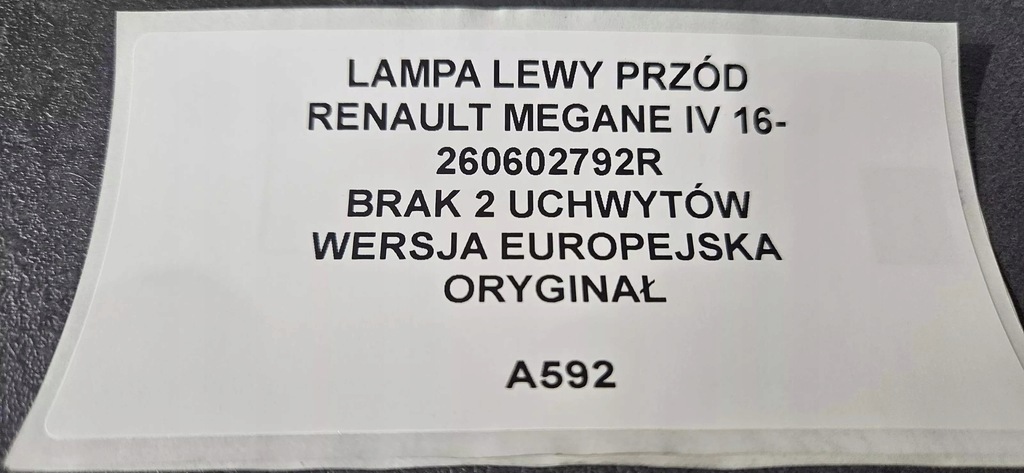 LAMPA LEWY PRZÓD
RENAULT MEGANE IV 16-
260602792R
BRAK 2 UCHWYTÓW
WERSJA EUROPEJSKA
ORYGINAŁ
A592